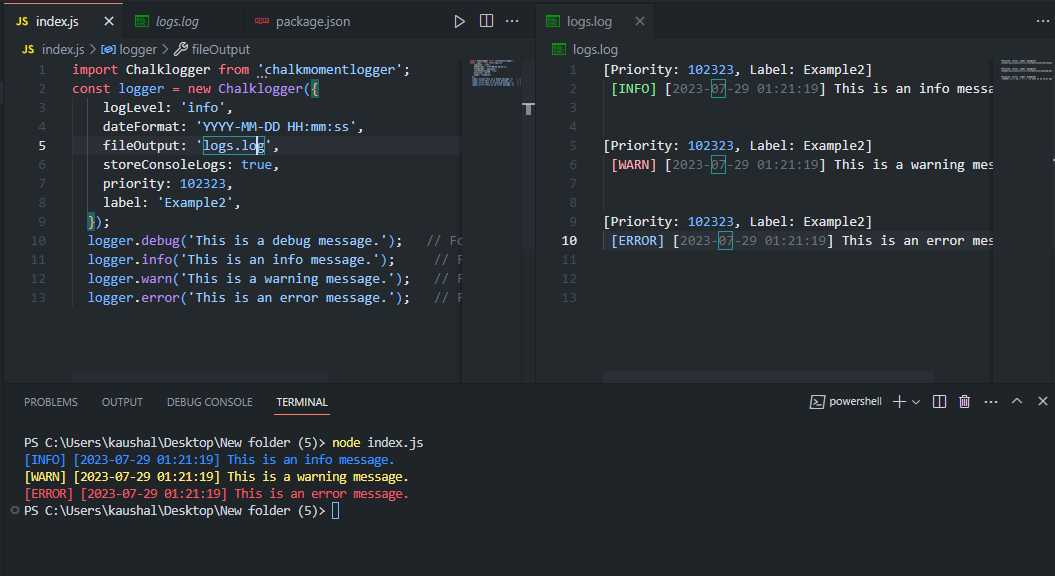 JS index.js × logs.log package.json
JS index.js > logger > fileOutput
1 import Chalklogger from 'chalkmomentlogger';
2 const logger = new Chalklogger({
3 logLevel: 'info',
4 dateFormat: 'YYYY-MM-DD HH:mm:ss',
5 fileOutput: 'logs.log',
6 storeConsoleLogs: true,
7 priority: 102323,
8 label: 'Example2',
9 });
10 logger.debug('This is a debug message.'); // Fo
11 logger.info('This is an info message.'); // F
12 logger.warn('This is a warning message.'); // F
13 logger.error('This is an error message.'); // F
logs.log ×
logs.log
1 [Priority: 102323, Label: Example2]
2 [INFO] [2023-07-29 01:21:19] This is an info messa
3
4
5 [Priority: 102323, Label: Example2]
6 [WARN] [2023-07-29 01:21:19] This is a warning mes
7
8
9 [Priority: 102323, Label: Example2]
10 [ERROR] [2023-07-29 01:21:19] This is an error mes
11
12
13
PROBLEMS OUTPUT DEBUG CONSOLE TERMINAL powershell
PS C:\Users\kaushal\Desktop\New folder (5)> node index.js
[INFO] [2023-07-29 01:21:19] This is an info message.
[WARN] [2023-07-29 01:21:19] This is a warning message.
[ERROR] [2023-07-29 01:21:19] This is an error message.
PS C:\Users\kaushal\Desktop\New folder (5)>